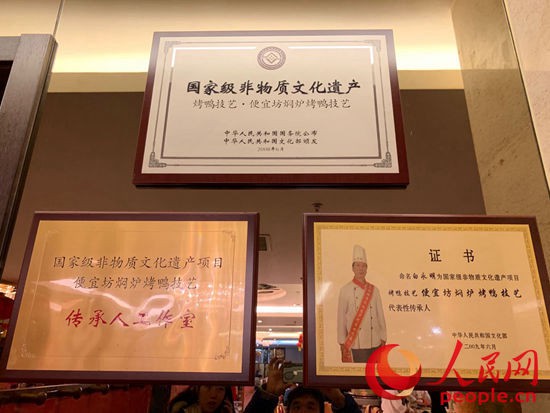 国家级非物质文化遗产
烤鸭技艺·便宜坊焖炉烤鸭技艺
中华人民共和国国务院公布
中华人民共和国文化部颁发
2008年6月
国家级非物质文化遗产项目
便宜坊焖炉烤鸭技艺
传承人工作室
证书
命名白永明为国家级非物质文化遗产项目
烤鸭技艺便宜坊焖炉烤鸭技艺
代表性传承人
中华人民共和国文化部
二○○九年六月
人民网
people.cn